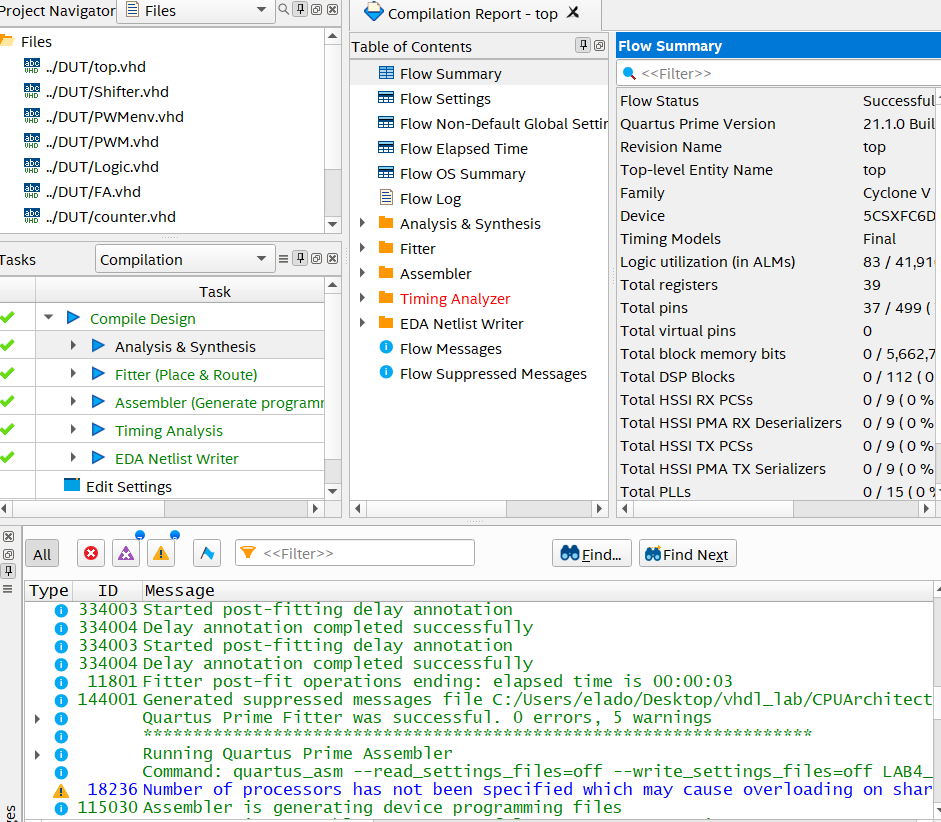 Project Navigator
Files
Files
../DUT/top.vhd
../DUT/Shifter.vhd
../DUT/PWMenv.vhd
../DUT/PWM.vhd
../DUT/Logic.vhd
../DUT/FA.vhd
../DUT/counter.vhd
Tasks
Compilation
Task
Compile Design
Analysis & Synthesis
Fitter (Place & Route)
Assembler (Generate programm
Timing Analysis
EDA Netlist Writer
Edit Settings
Compilation Report - top
Table of Contents
Flow Summary
Flow Settings
Flow Non-Default Global Settin
Flow Elapsed Time
Flow OS Summary
Flow Log
Analysis & Synthesis
Fitter
Assembler
Timing Analyzer
EDA Netlist Writer
Flow Messages
Flow Suppressed Messages
Flow Summary
<<Filter>>
Flow Status Successful
Quartus Prime Version 21.1.0 Buil
Revision Name top
Top-level Entity Name top
Family Cyclone V
Device 5CSXFC6D
Timing Models Final
Logic utilization (in ALMs) 83 / 41,91
Total registers 39
Total pins 37 / 499 (
Total virtual pins 0
Total block memory bits 0 / 5,662,7
Total DSP Blocks 0 / 112 ( 0
Total HSSI RX PCSs 0 / 9 ( 0 %
Total HSSI PMA RX Deserializers 0 / 9 ( 0 %
Total HSSI TX PCSs 0 / 9 ( 0 %
Total HSSI PMA TX Serializers 0 / 9 ( 0 %
Total PLLs 0 / 15 ( 0 %
All
<<Filter>>
Find...
Find Next
Type ID Message
334003 Started post-fitting delay annotation
334004 Delay annotation completed successfully
334003 Started post-fitting delay annotation
334004 Delay annotation completed successfully
11801 Fitter post-fit operations ending: elapsed time is 00:00:03
144001 Generated suppressed messages file C:/Users/elado/Desktop/vhdl_lab/CPUArchitect
Quartus Prime Fitter was successful. 0 errors, 5 warnings
*******************************************************************
Running Quartus Prime Assembler
Command: quartus_asm --read_settings_files=off --write_settings_files=off LAB4_
18236 Number of processors has not been specified which may cause overloading on shar
115030 Assembler is generating device programming files